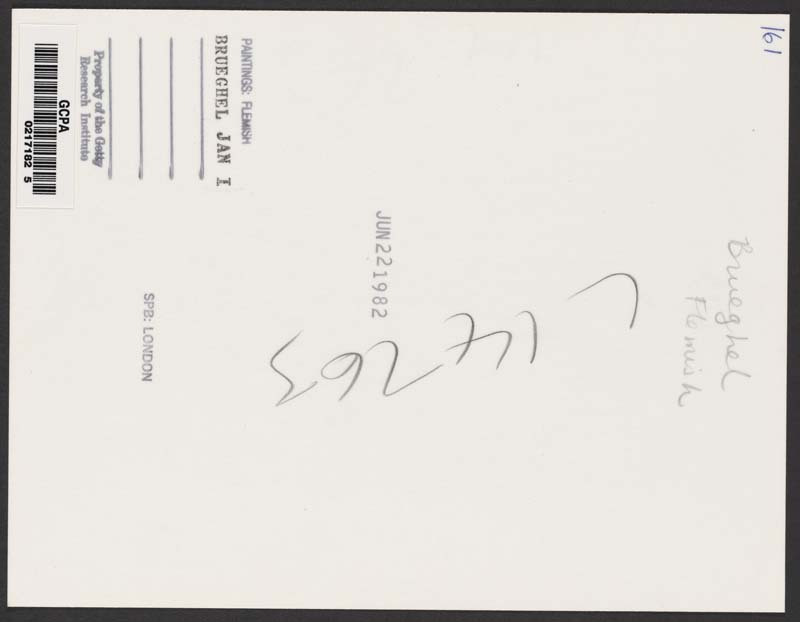 161
PAINTINGS: FLEMISH
BRUEGHEL JAN I
Property of the Getty
Research Institute
GCPA
0217182 5
Brueghel
Flemish
JUN 22 1982
SPB: LONDON